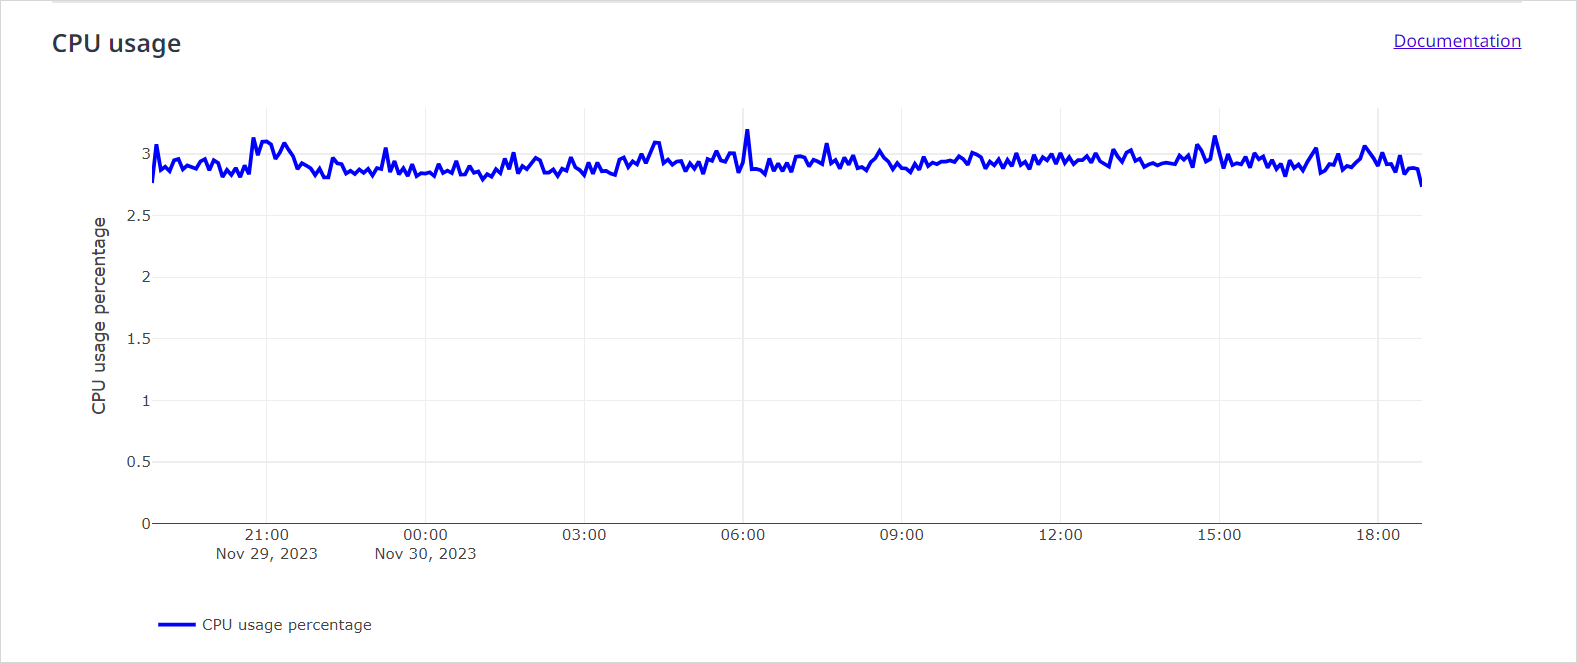 CPU usage
Documentation
CPU usage percentage
3
2.5
2
1.5
1
0.5
0
21:00 00:00 03:00 06:00 09:00 12:00 15:00 18:00
Nov 29, 2023 Nov 30, 2023
CPU usage percentage